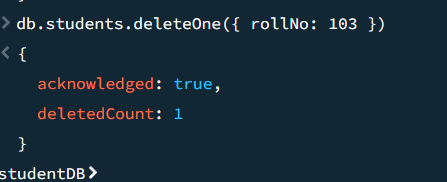 > db.students.deleteOne({ rollNo: 103 })
< {
acknowledged: true,
deletedCount: 1
}
studentDB>